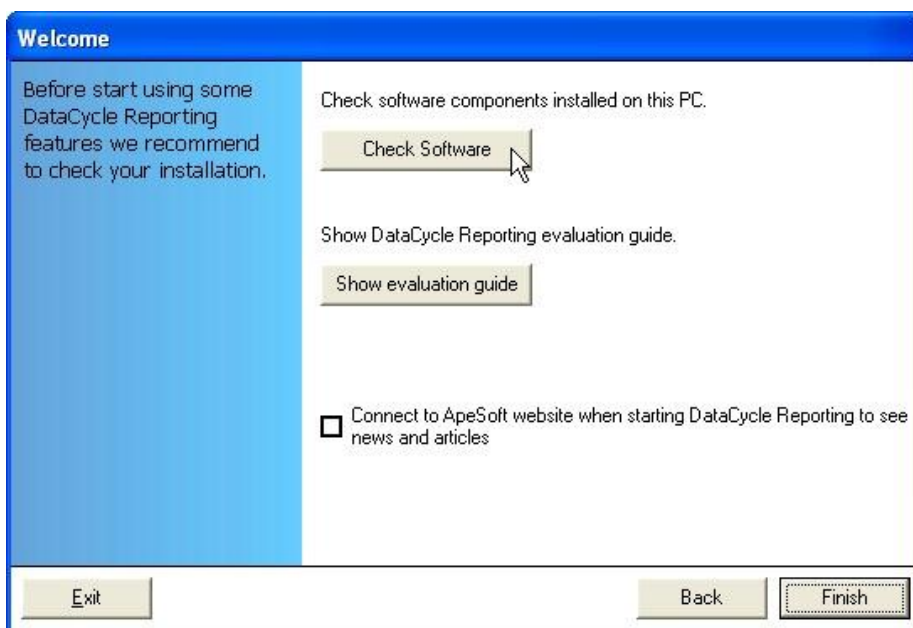 Welcome
Before start using some
DataCycle Reporting
features we recommend
to check your installation.
Check software components installed on this PC.
Check Software
Show DataCycle Reporting evaluation guide.
Show evaluation guide
Connect to ApeSoft website when starting DataCycle Reporting to see
news and articles
Exit
Back
Finish